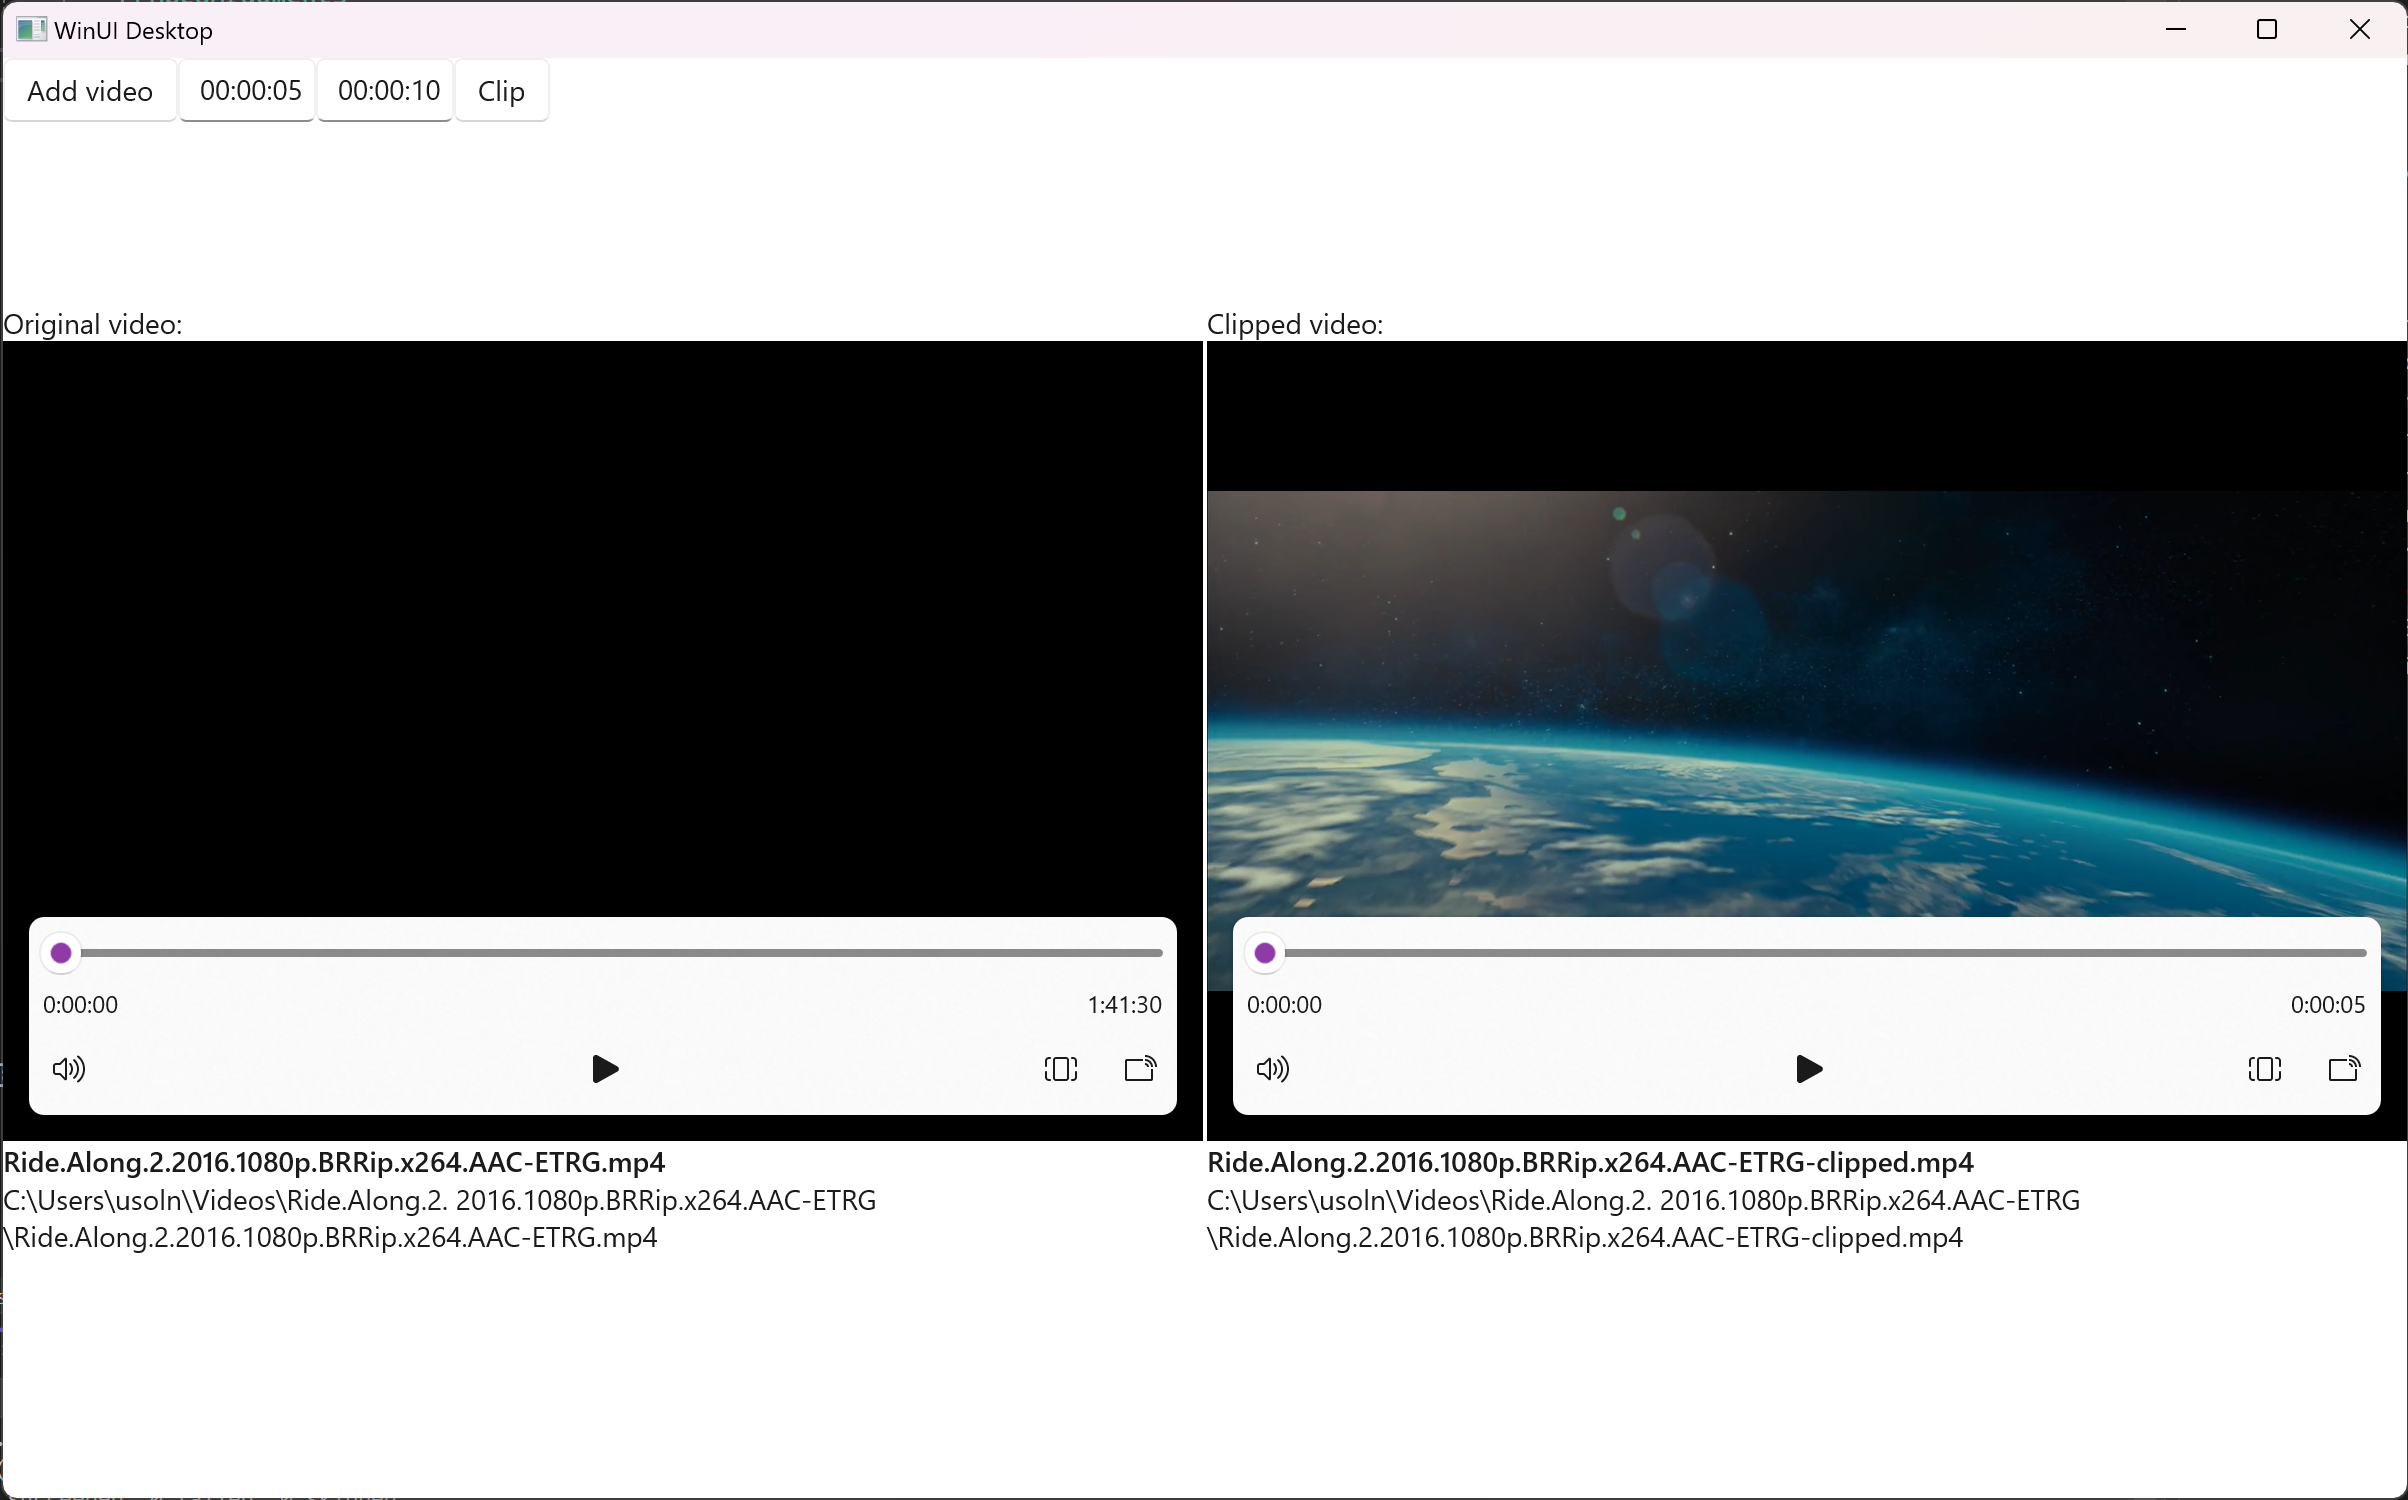 WinUI Desktop
Add video 00:00:05 00:00:10 Clip
Original video:
Clipped video:
0:00:00 1:41:30
0:00:00 0:00:05
Ride.Along.2.2016.1080p.BRRip.x264.AAC-ETRG.mp4
C:\Users\usoln\Videos\Ride.Along.2. 2016.1080p.BRRip.x264.AAC-ETRG
\Ride.Along.2.2016.1080p.BRRip.x264.AAC-ETRG.mp4
Ride.Along.2.2016.1080p.BRRip.x264.AAC-ETRG-clipped.mp4
C:\Users\usoln\Videos\Ride.Along.2. 2016.1080p.BRRip.x264.AAC-ETRG
\Ride.Along.2.2016.1080p.BRRip.x264.AAC-ETRG-clipped.mp4